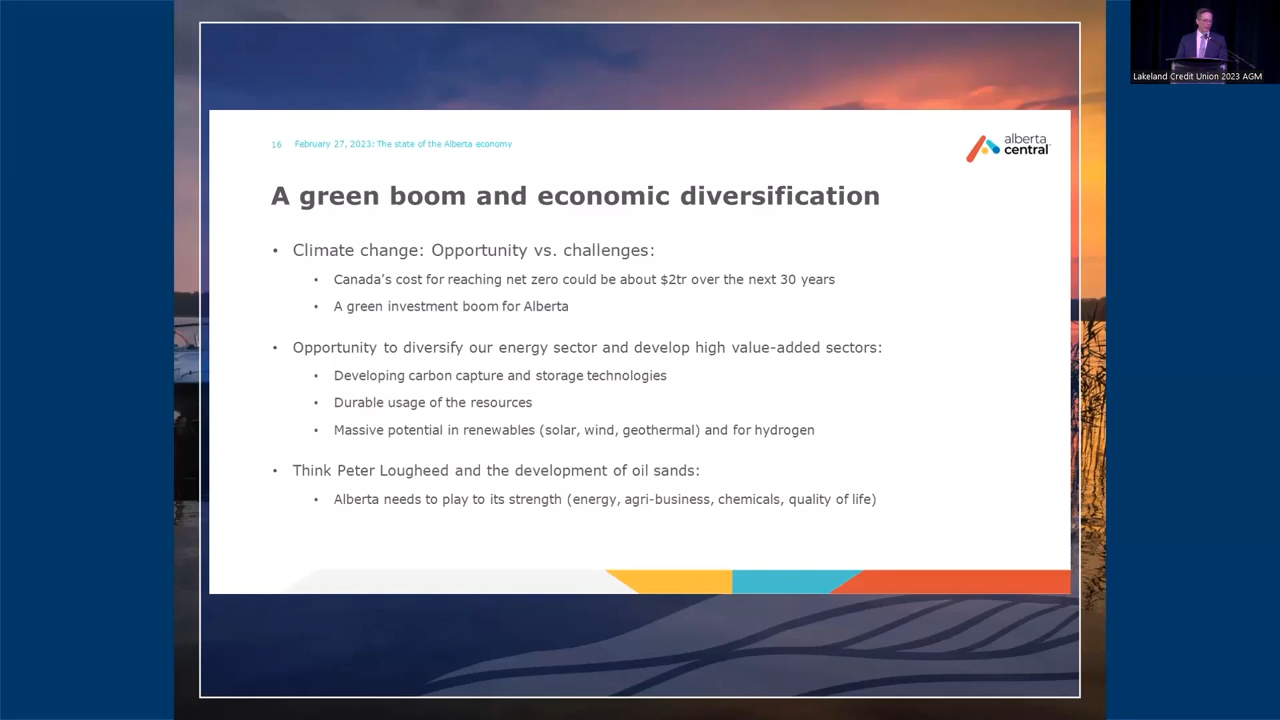 Lakeland Credit Union 2023 AGM
16 February 27, 2023: The state of the Alberta economy
alberta
central
A green boom and economic diversification
• Climate change: Opportunity vs. challenges:
• Canada’s cost for reaching net zero could be about $2tr over the next 30 years
• A green investment boom for Alberta
• Opportunity to diversify our energy sector and develop high value-added sectors:
• Developing carbon capture and storage technologies
• Durable usage of the resources
• Massive potential in renewables (solar, wind, geothermal) and for hydrogen
• Think Peter Lougheed and the development of oil sands:
• Alberta needs to play to its strength (energy, agri-business, chemicals, quality of life)